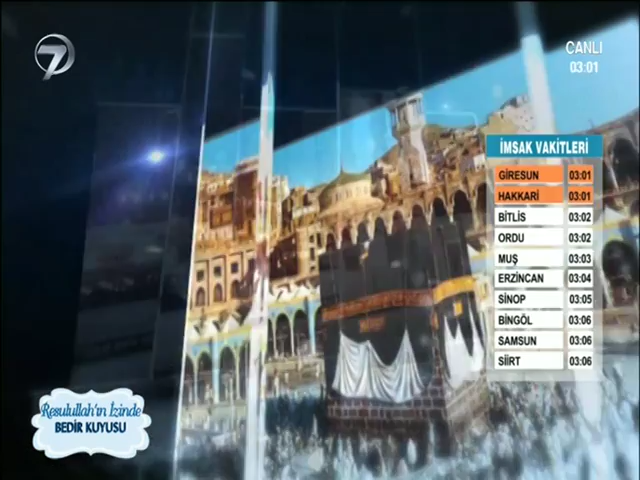 7
CANLI
03:01
İMSAK VAKİTLERİ
GİRESUN 03:01
HAKKARİ 03:01
BİTLİS 03:02
ORDU 03:02
MUŞ 03:03
ERZİNCAN 03:04
SİNOP 03:05
BİNGÖL 03:06
SAMSUN 03:06
SİİRT 03:06
Resulullah'ın İzinde
BEDİR KUYUSU